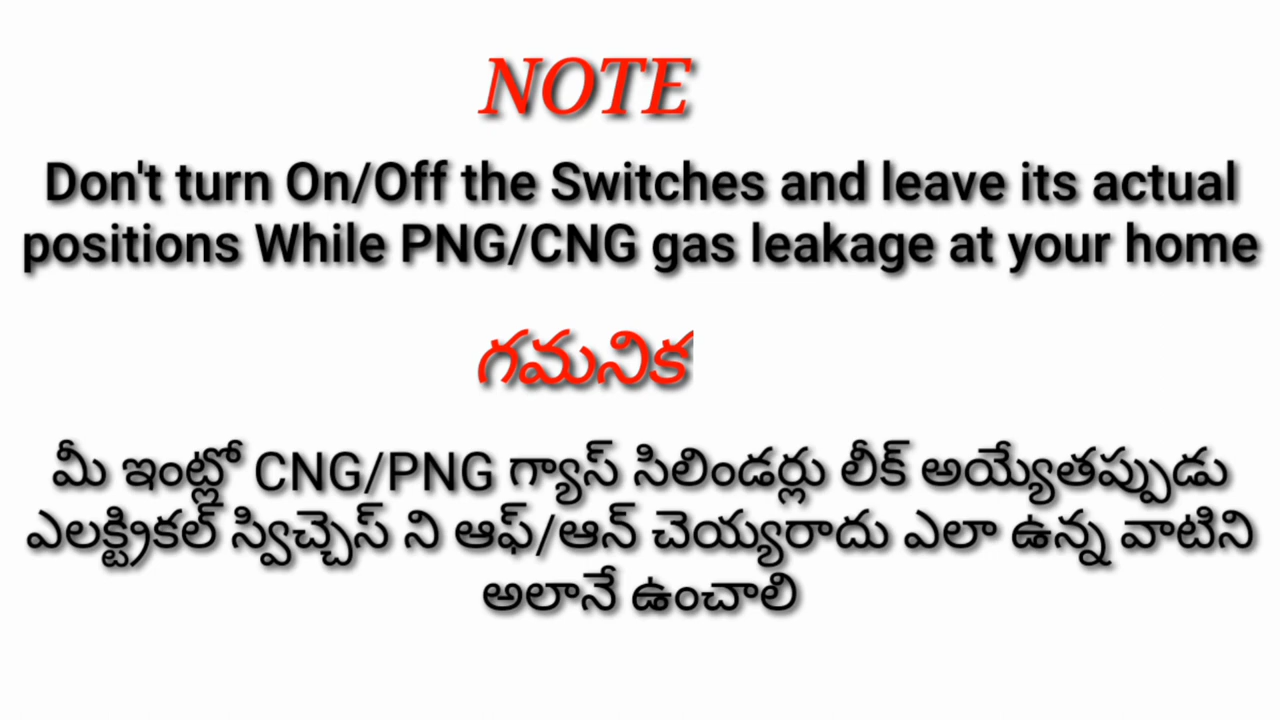 NOTE
Don't turn On/Off the Switches and leave its actual
positions While PNG/CNG gas leakage at your home
గమనిక
మీ ఇంట్లో CNG/PNG గ్యాస్ సిలిండర్లు లీక్ అయ్యేతప్పుడు
ఎలక్ట్రికల్ స్విచ్చెస్ ని ఆఫ్/ఆన్ చెయ్యరాదు ఎలా ఉన్న వాటిని
అలానే ఉంచాలి